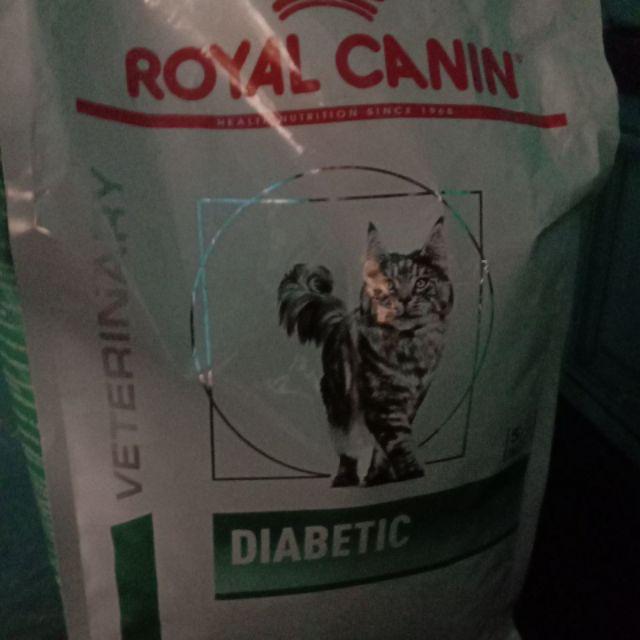 ROYAL CANIN
HEALTH NUTRITION SINCE 1968
VETERINARY
DIABETIC